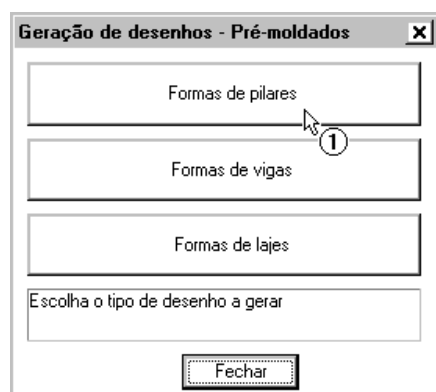 Geração de desenhos - Pré-moldados
Formas de pilares
1
Formas de vigas
Formas de lajes
Escolha o tipo de desenho a gerar
Fechar